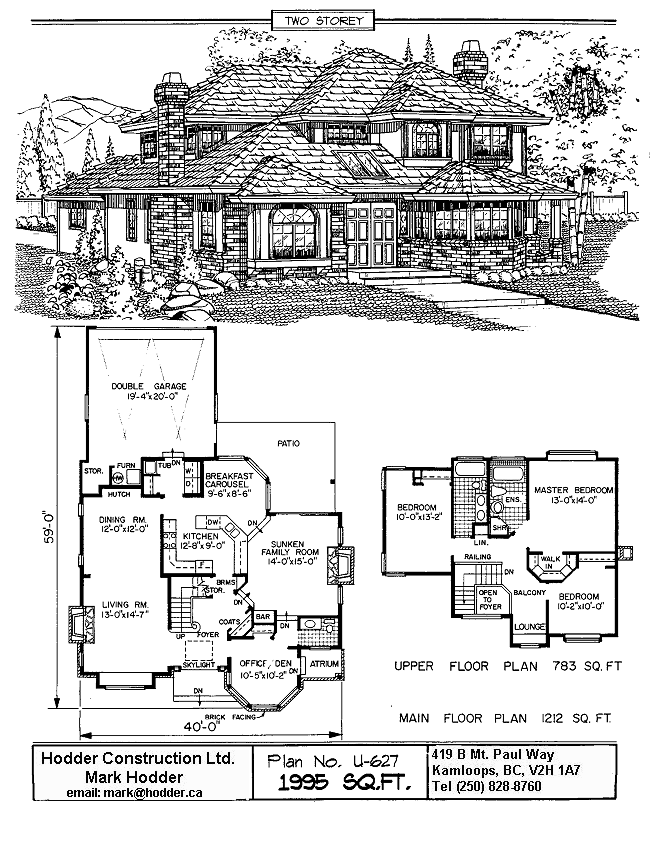 TWO STOREY
DOUBLE GARAGE
19'-4"x20'-0"
PATIO
STOR.
FURN
HW
TUB
DN
W
D
HUTCH
BREAKFAST
CAROUSEL
9'-6"x8'-6"
DINING RM.
12'-0"x12'-0"
DW
DN
KITCHEN
12'-8"x9'-0"
F
SUNKEN
FAMILY ROOM
14'-0"x15'-0"
BRMS
STOR.
DN
LIVING RM.
13'-0"x14'-7"
COATS
BAR
UP
FOYER
DN
SKYLIGHT
OFFICE, DEN
10'-5"x10'-2"
DN
ATRIUM
DN
BRICK FACING
59'-0"
40'-0"
BEDROOM
10'-0"x13'-2"
ENS.
SHR
MASTER BEDROOM
13'-0"x14'-0"
LIN.
RAILING
WALK
IN
DN
OPEN
TO
FOYER
BALCONY
BEDROOM
10'-2"x10'-0"
LOUNGE
UPPER FLOOR PLAN 783 SQ. FT
MAIN FLOOR PLAN 1212 SQ. FT.
Hodder Construction Ltd.
Mark Hodder
email: mark@hodder.ca
Plan No. U-627
1995 SQ.FT.
419 B Mt. Paul Way
Kamloops, BC, V2H 1A7
Tel (250) 828-8760